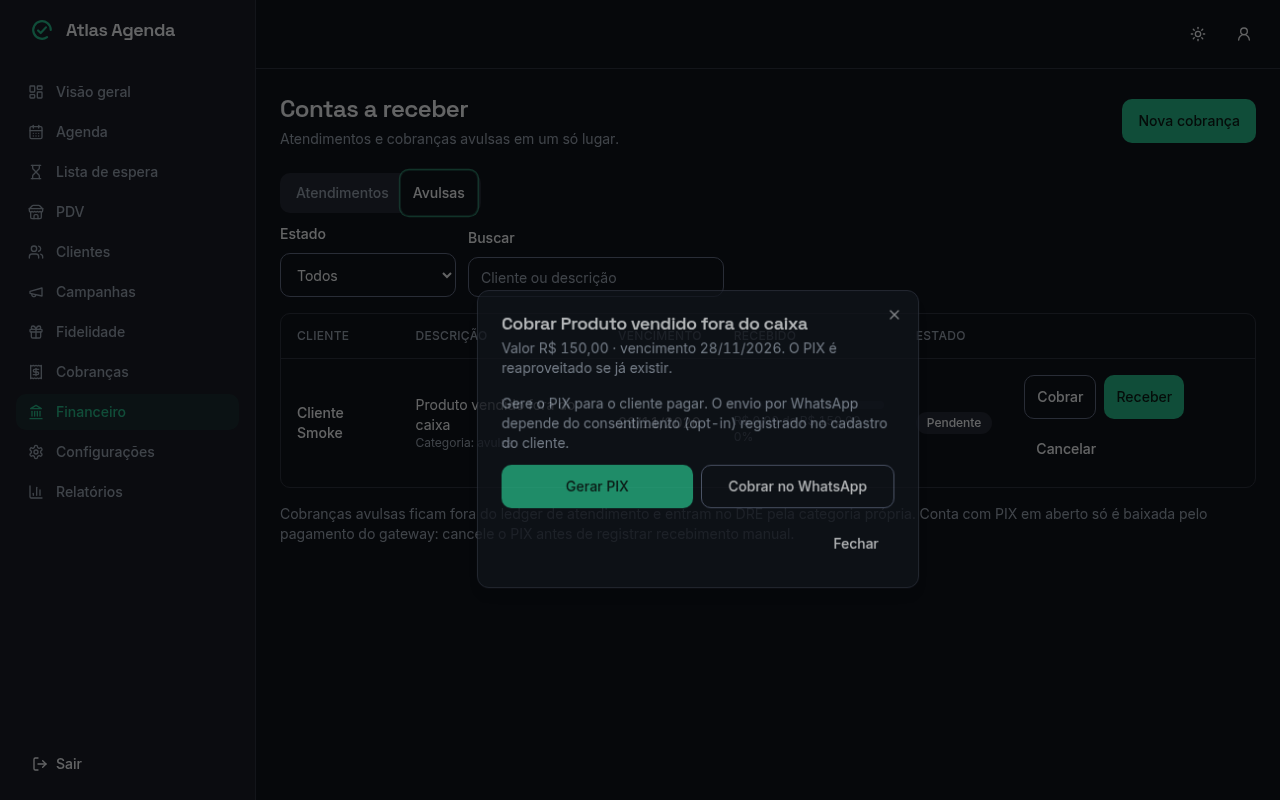 Atlas Agenda
Visão geral
Agenda
Lista de espera
PDV
Clientes
Campanhas
Fidelidade
Cobranças
Financeiro
Configurações
Relatórios
Sair
Contas a receber
Atendimentos e cobranças avulsas em um só lugar.
Nova cobrança
Atendimentos
Avulsas
Estado
Buscar
Todos
Cliente ou descrição
CLIENTE
DESCRIÇÃO
VENCIMENTO
RECEBIDO
ESTADO
Cliente
Smoke
Produto vendido fora do
caixa
Categoria:
0%
Pendente
Cobrar
Receber
Cancelar
Cobranças avulsas ficam fora do ledger de atendimento e entram no DRE pela categoria própria. Conta com PIX em aberto só é baixada pelo
pagamento do gateway: cancele o PIX antes de registrar recebimento manual.
Cobrar Produto vendido fora do caixa
Valor R$ 150,00 · vencimento 28/11/2026. O PIX é
reaproveitado se já existir.
Gere o PIX para o cliente pagar. O envio por WhatsApp
depende do consentimento (opt-in) registrado no cadastro
do cliente.
Gerar PIX
Cobrar no WhatsApp
Fechar